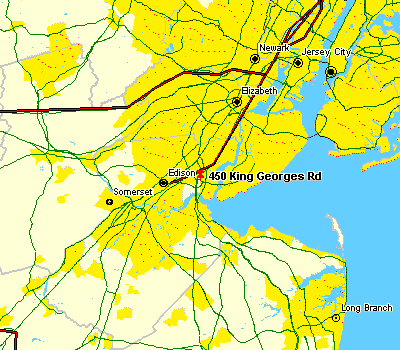 Newark
Jersey City
Elizabeth
Edison
450 King Georges Rd
Somerset
Long Branch